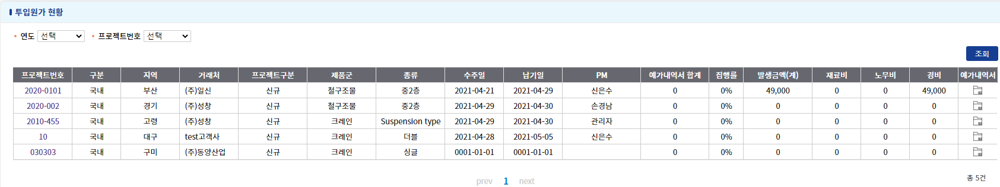 투입원가 현황
연도 선택 프로젝트번호 선택
조회
프로젝트번호 구분 지역 거래처 프로젝트구분 제품군 종류 수주일 납기일 PM 예가내역서 합계 집행률 발생금액(계) 재료비 노무비 경비 예가내역서
2020-0101 국내 부산 (주)일신 신규 철구조물 중2층 2021-04-21 2021-04-29 신은수 0 0% 49,000 0 0 49,000
2020-002 국내 경기 (주)성창 신규 철구조물 중2층 2021-04-29 2021-04-30 손경남 0 0% 0 0 0 0
2010-455 국내 고령 (주)성창 신규 크레인 Suspension type 2021-04-29 2021-04-30 관리자 0 0% 0 0 0 0
10 국내 대구 test고객사 신규 크레인 더블 2021-04-28 2021-05-05 신은수 0 0% 0 0 0 0
030303 국내 구미 (주)동양산업 신규 크레인 싱글 0001-01-01 0001-01-01 0 0% 0 0 0 0
prev 1 next
총 5건